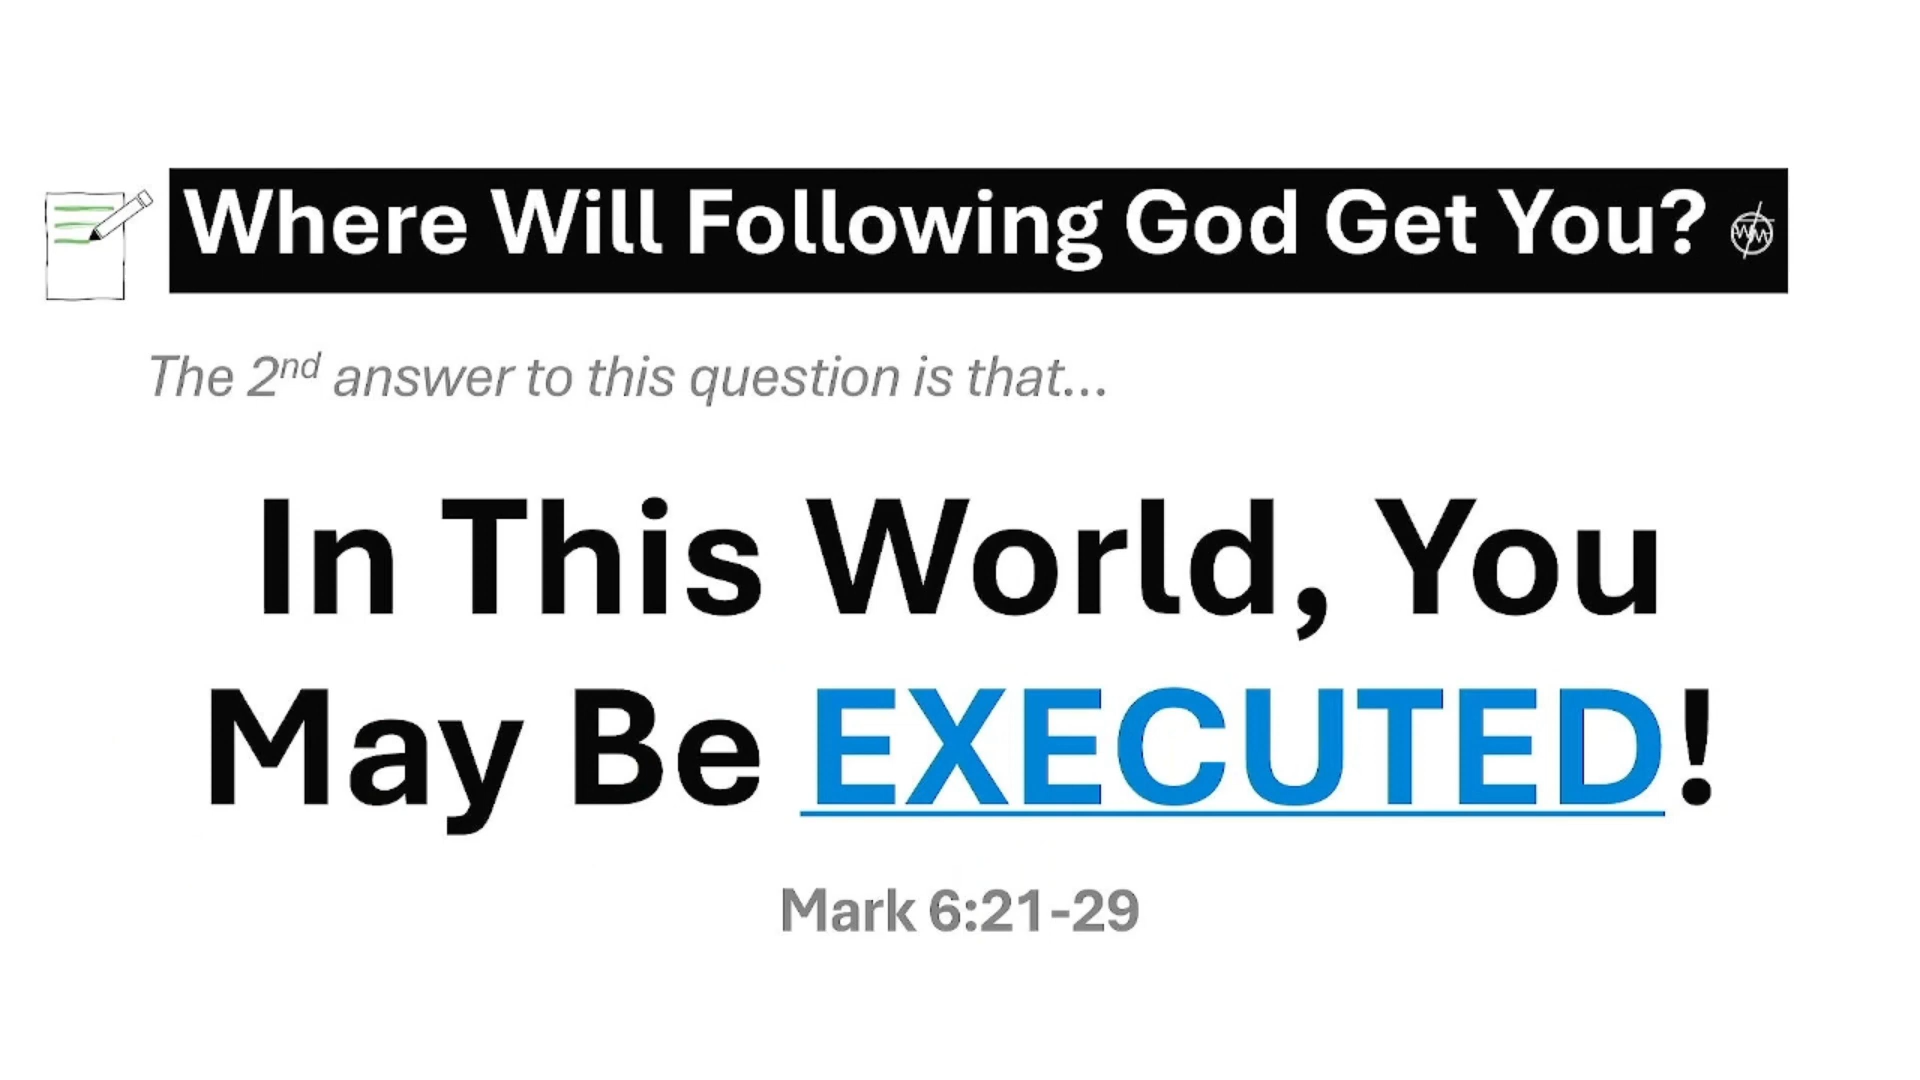 Where Will Following God Get You?
The 2nd answer to this question is that...
In This World, You
May Be EXECUTED!
Mark 6:21-29